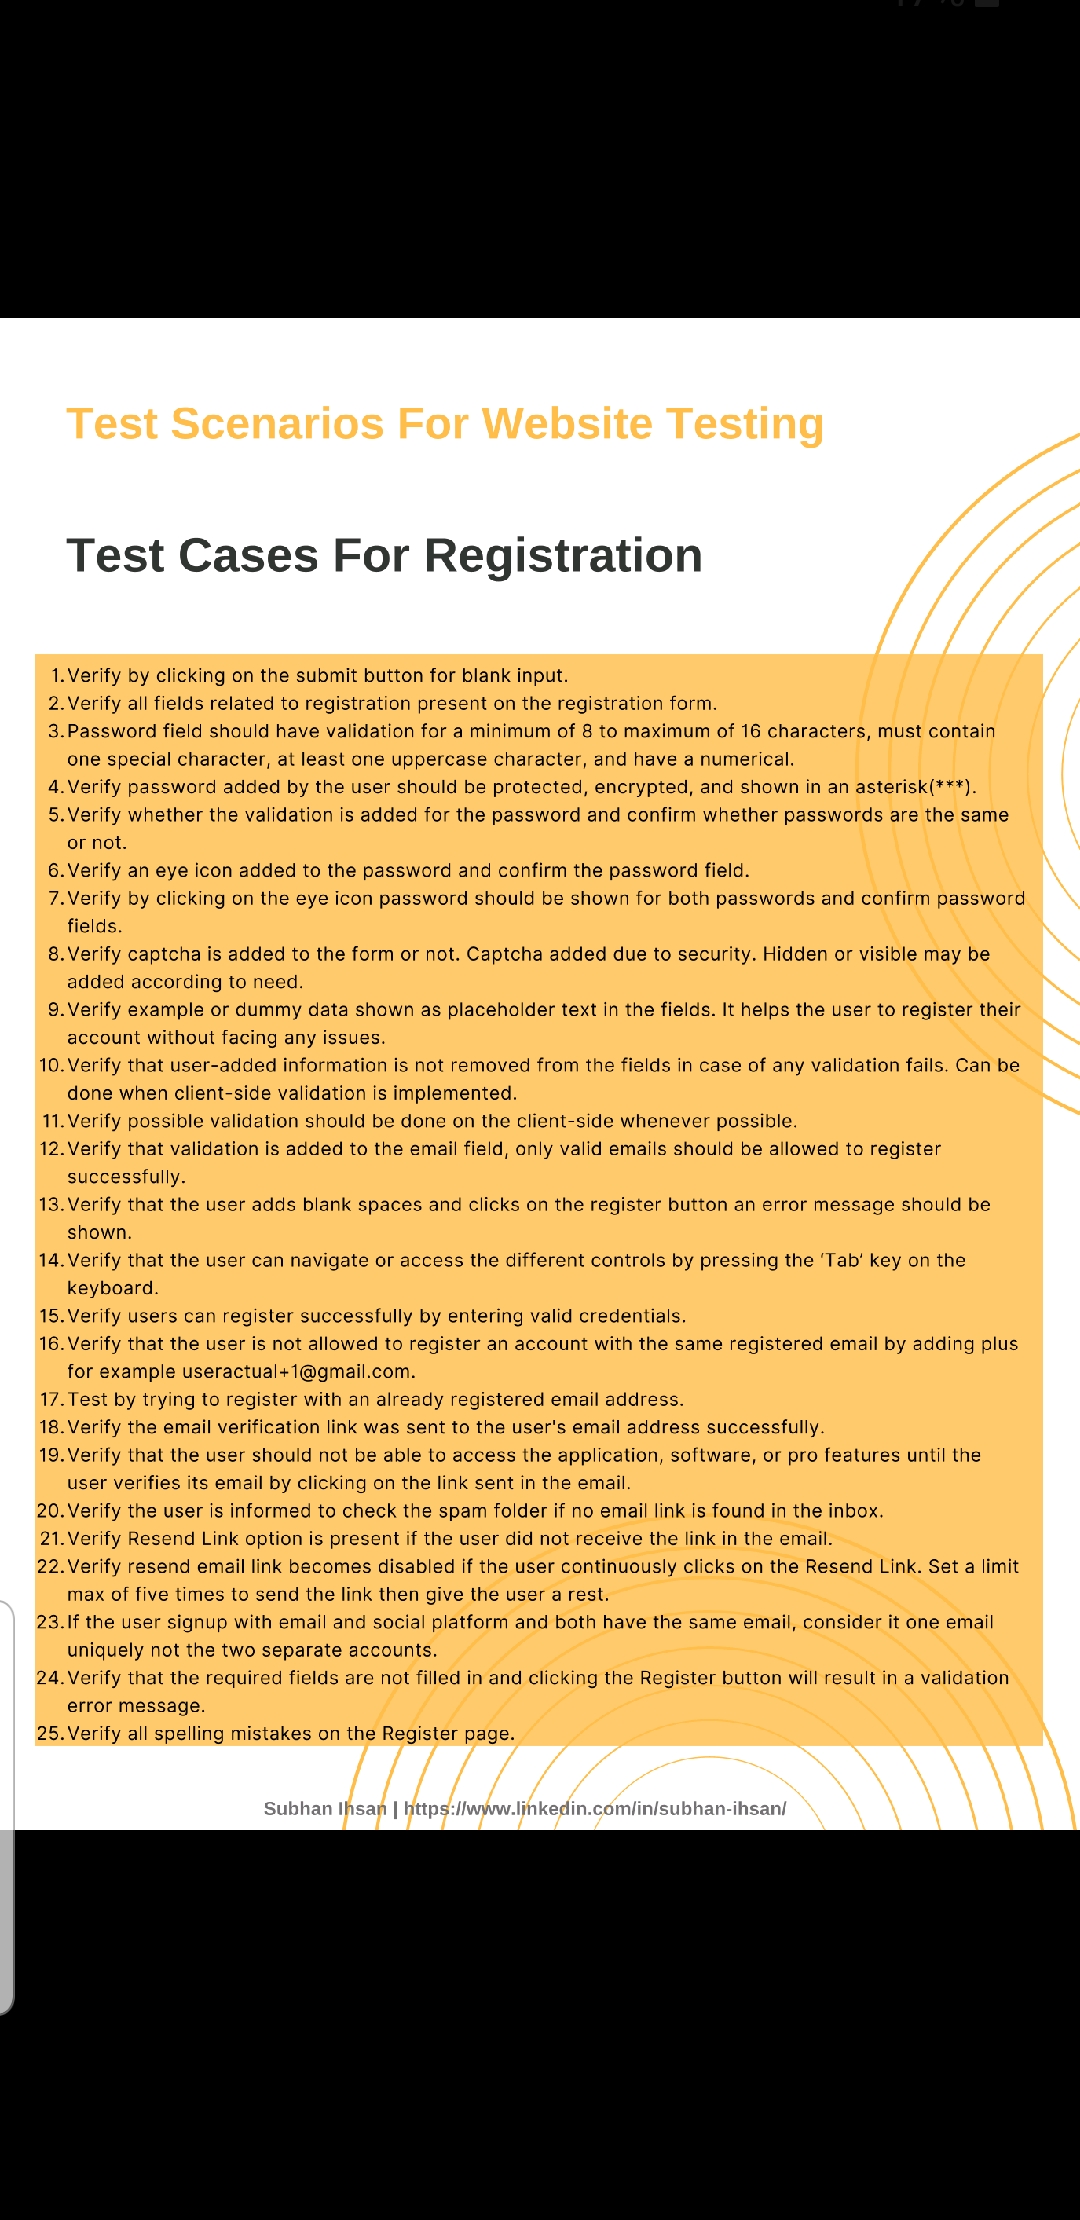 Test Scenarios For Website Testing
Test Cases For Registration
1. Verify by clicking on the submit button for blank input.
2. Verify all fields related to registration present on the registration form.
3. Password field should have validation for a minimum of 8 to maximum of 16 characters, must contain
one special character, at least one uppercase character, and have a numerical.
4. Verify password added by the user should be protected, encrypted, and shown in an asterisk(***).
5. Verify whether the validation is added for the password and confirm whether passwords are the same
or not.
6. Verify an eye icon added to the password and confirm the password field.
7. Verify by clicking on the eye icon password should be shown for both passwords and confirm password
fields.
8. Verify captcha is added to the form or not. Captcha added due to security. Hidden or visible may be
added according to need.
9. Verify example or dummy data shown as placeholder text in the fields. It helps the user to register their
account without facing any issues.
10. Verify that user-added information is not removed from the fields in case of any validation fails. Can be
done when client-side validation is implemented.
11. Verify possible validation should be done on the client-side whenever possible.
12. Verify that validation is added to the email field, only valid emails should be allowed to register
successfully.
13. Verify that the user adds blank spaces and clicks on the register button an error message should be
shown.
14. Verify that the user can navigate or access the different controls by pressing the ‘Tab’ key on the
keyboard.
15. Verify users can register successfully by entering valid credentials.
16. Verify that the user is not allowed to register an account with the same registered email by adding plus
for example useractual+1@gmail.com.
17. Test by trying to register with an already registered email address.
18. Verify the email verification link was sent to the user's email address successfully.
19. Verify that the user should not be able to access the application, software, or pro features until the
user verifies its email by clicking on the link sent in the email.
20. Verify the user is informed to check the spam folder if no email link is found in the inbox.
21. Verify Resend Link option is present if the user did not receive the link in the email.
22. Verify resend email link becomes disabled if the user continuously clicks on the Resend Link. Set a limit
max of five times to send the link then give the user a rest.
23. If the user signup with email and social platform and both have the same email, consider it one email
uniquely not the two separate accounts.
24. Verify that the required fields are not filled in and clicking the Register button will result in a validation
error message.
25. Verify all spelling mistakes on the Register page.
Subhan Ihsan | https://www.linkedin.com/in/subhan-ihsan/